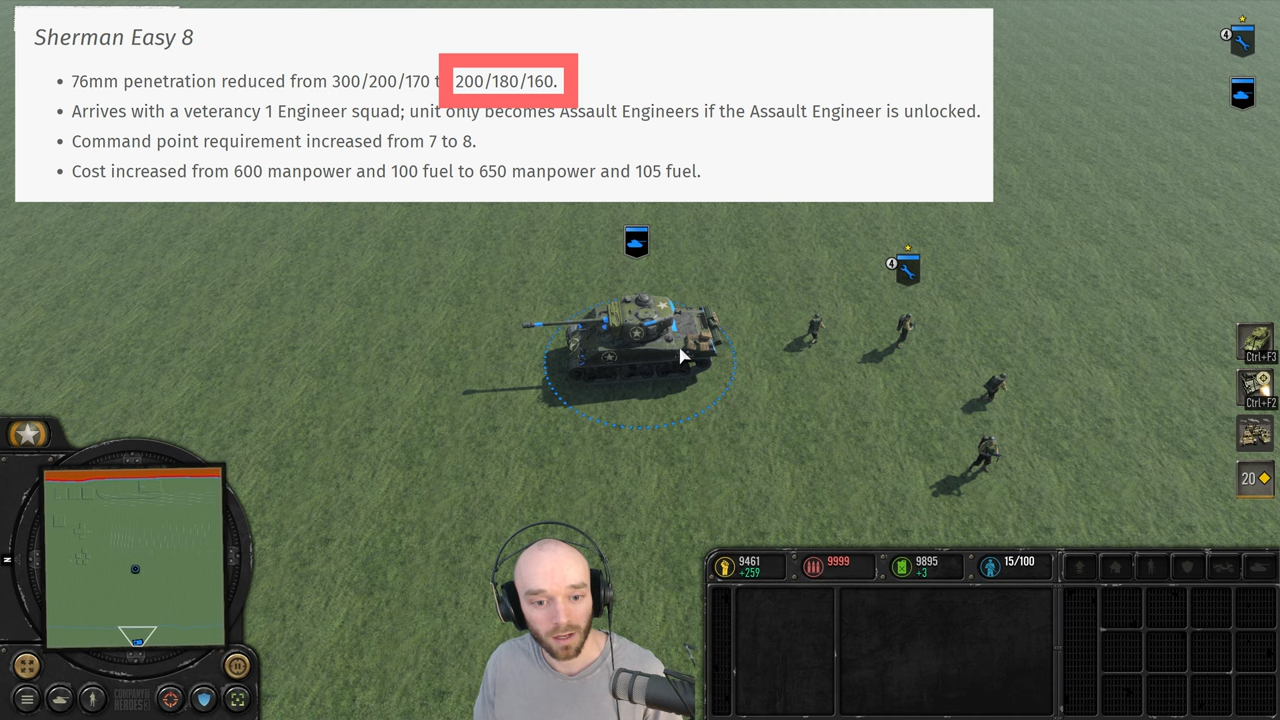 Sherman Easy 8
• 76mm penetration reduced from 300/200/170 t 200/180/160.
• Arrives with a veterancy 1 Engineer squad; unit only becomes Assault Engineers if the Assault Engineer is unlocked.
• Command point requirement increased from 7 to 8.
• Cost increased from 600 manpower and 100 fuel to 650 manpower and 105 fuel.
4
4
Ctrl+F3
Ctrl+F2
20
N
9461
+259
9999
9895
+3
15/100
COMPANY
HEROES 3